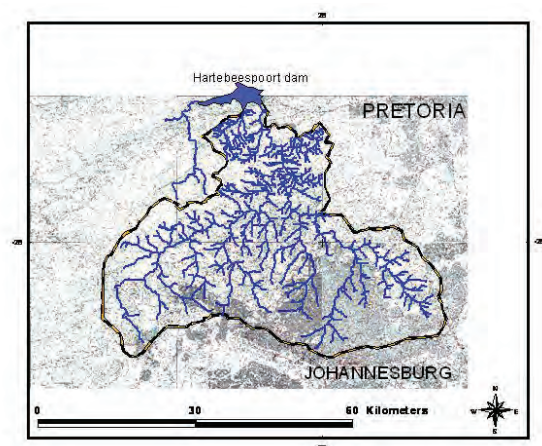 Hartebeespoort dam
PRETORIA
JOHANNESBURG
0 30 60 Kilometers
N
W E
S